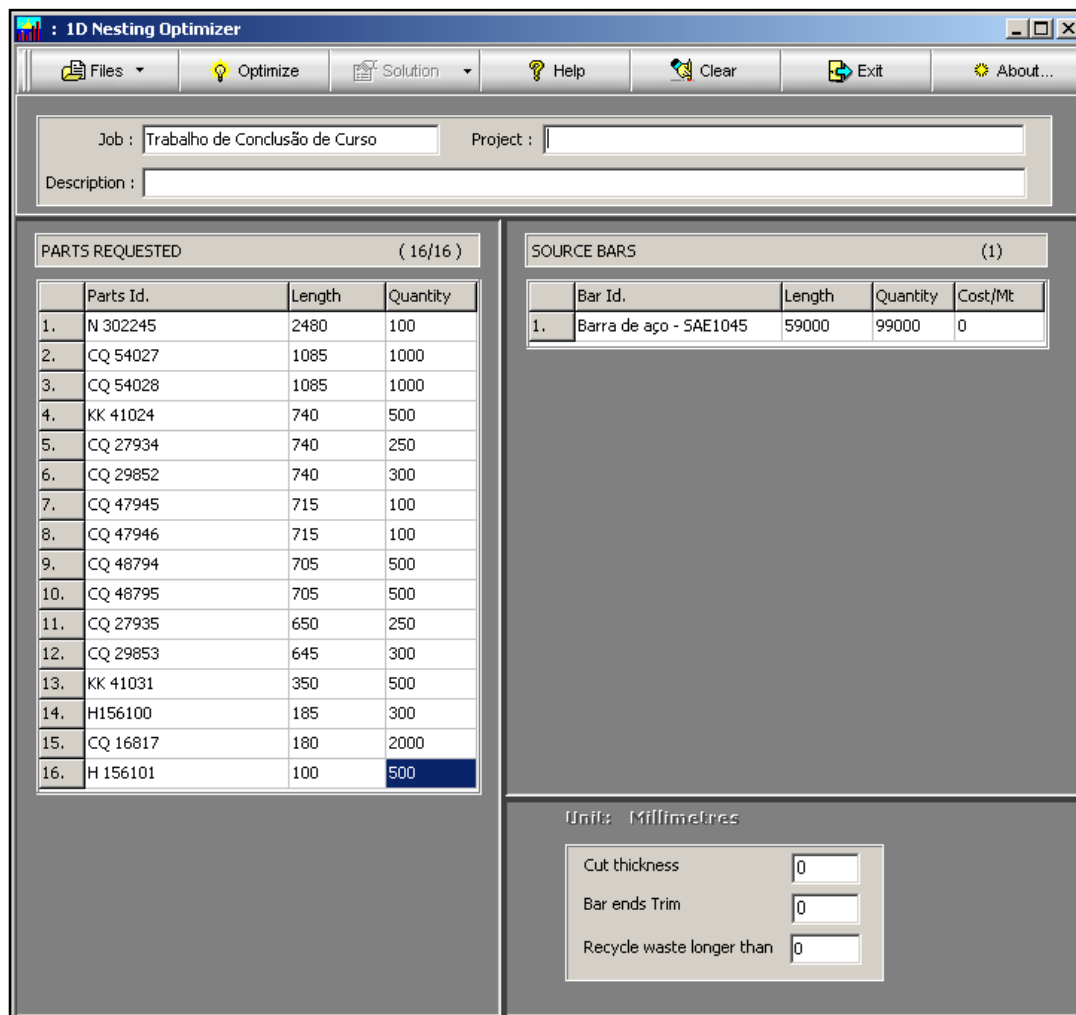 : 1D Nesting Optimizer
Files Optimize Solution Help Clear Exit About...
Job : Trabalho de Conclusão de Curso Project :
Description :
PARTS REQUESTED ( 16/16 )
Parts Id. Length Quantity
1. N 302245 2480 100
2. CQ 54027 1085 1000
3. CQ 54028 1085 1000
4. KK 41024 740 500
5. CQ 27934 740 250
6. CQ 29852 740 300
7. CQ 47945 715 100
8. CQ 47946 715 100
9. CQ 48794 705 500
10. CQ 48795 705 500
11. CQ 27935 650 250
12. CQ 29853 645 300
13. KK 41031 350 500
14. H156100 185 300
15. CQ 16817 180 2000
16. H 156101 100 500
SOURCE BARS (1)
Bar Id. Length Quantity Cost/Mt
1. Barra de aço - SAE1045 59000 99000 0
Unit: Millimetres
Cut thickness 0
Bar ends Trim 0
Recycle waste longer than 0